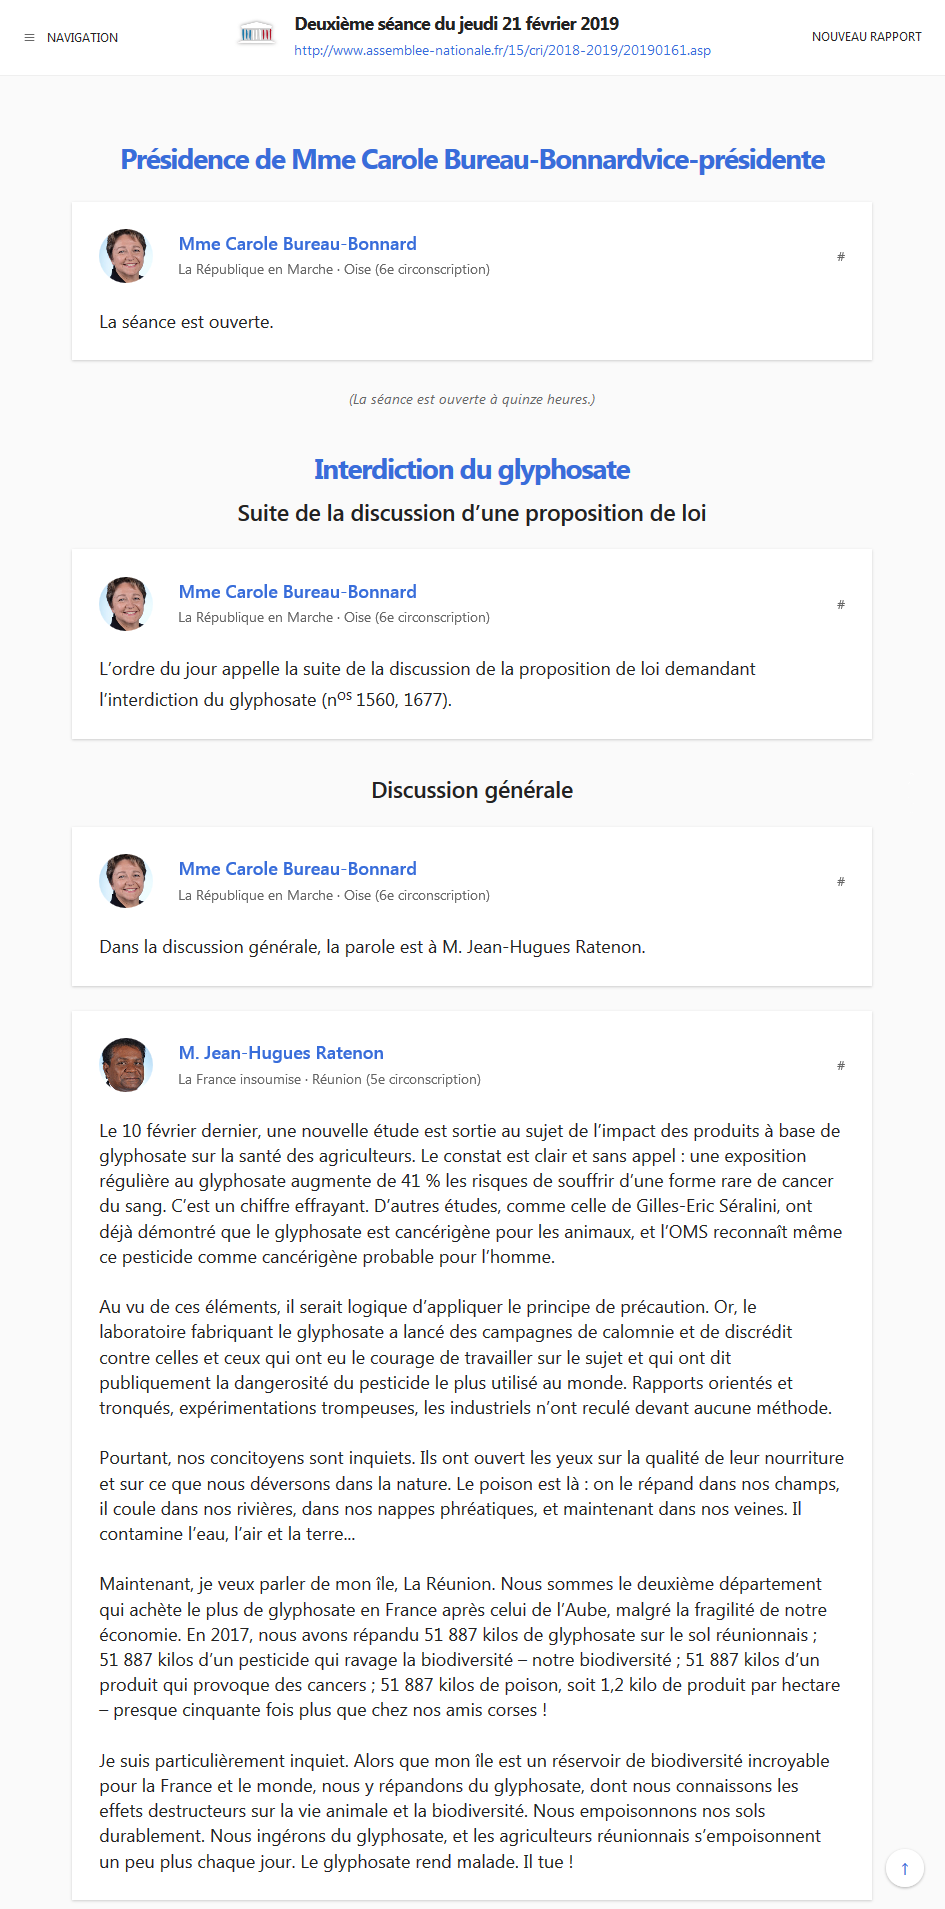 ≡ NAVIGATION
Deuxième séance du jeudi 21 février 2019
http://www.assemblee-nationale.fr/15/cri/2018-2019/20190161.asp
NOUVEAU RAPPORT
Présidence de Mme Carole Bureau-Bonnardvice-présidente
Mme Carole Bureau-Bonnard
La République en Marche · Oise (6e circonscription)
#
La séance est ouverte.
(La séance est ouverte à quinze heures.)
Interdiction du glyphosate
Suite de la discussion d’une proposition de loi
Mme Carole Bureau-Bonnard
La République en Marche · Oise (6e circonscription)
#
L’ordre du jour appelle la suite de la discussion de la proposition de loi demandant
l’interdiction du glyphosate (nos 1560, 1677).
Discussion générale
Mme Carole Bureau-Bonnard
La République en Marche · Oise (6e circonscription)
#
Dans la discussion générale, la parole est à M. Jean-Hugues Ratenon.
M. Jean-Hugues Ratenon
La France insoumise · Réunion (5e circonscription)
#
Le 10 février dernier, une nouvelle étude est sortie au sujet de l’impact des produits à base de
glyphosate sur la santé des agriculteurs. Le constat est clair et sans appel : une exposition
régulière au glyphosate augmente de 41 % les risques de souffrir d’une forme rare de cancer
du sang. C’est un chiffre effrayant. D’autres études, comme celle de Gilles-Eric Séralini, ont
déjà démontré que le glyphosate est cancérigène pour les animaux, et l’OMS reconnaît même
ce pesticide comme cancérigène probable pour l’homme.
Au vu de ces éléments, il serait logique d’appliquer le principe de précaution. Or, le
laboratoire fabriquant le glyphosate a lancé des campagnes de calomnie et de discrédit
contre celles et ceux qui ont eu le courage de travailler sur le sujet et qui ont dit
publiquement la dangerosité du pesticide le plus utilisé au monde. Rapports orientés et
tronqués, expérimentations trompeuses, les industriels n’ont reculé devant aucune méthode.
Pourtant, nos concitoyens sont inquiets. Ils ont ouvert les yeux sur la qualité de leur nourriture
et sur ce que nous déversons dans la nature. Le poison est là : on le répand dans nos champs,
il coule dans nos rivières, dans nos nappes phréatiques, et maintenant dans nos veines. Il
contamine l’eau, l’air et la terre…
Maintenant, je veux parler de mon île, La Réunion. Nous sommes le deuxième département
qui achète le plus de glyphosate en France après celui de l’Aube, malgré la fragilité de notre
économie. En 2017, nous avons répandu 51 887 kilos de glyphosate sur le sol réunionnais ;
51 887 kilos d’un pesticide qui ravage la biodiversité – notre biodiversité ; 51 887 kilos d’un
produit qui provoque des cancers ; 51 887 kilos de poison, soit 1,2 kilo de produit par hectare
– presque cinquante fois plus que chez nos amis corses !
Je suis particulièrement inquiet. Alors que mon île est un réservoir de biodiversité incroyable
pour la France et le monde, nous y répandons du glyphosate, dont nous connaissons les
effets destructeurs sur la vie animale et la biodiversité. Nous empoisonnons nos sols
durablement. Nous ingérons du glyphosate, et les agriculteurs réunionnais s’empoisonnent
un peu plus chaque jour. Le glyphosate rend malade. Il tue !
↑